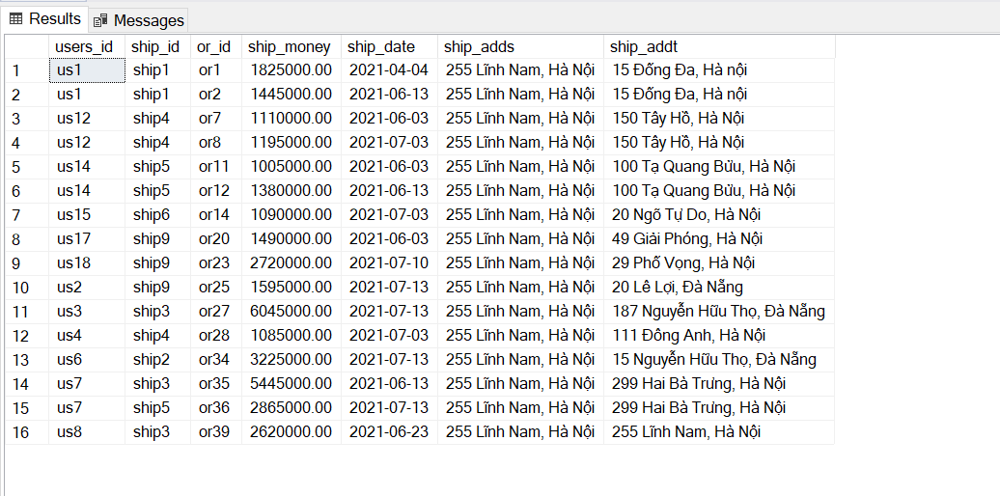 Results Messages
users_id ship_id or_id ship_money ship_date ship_adds ship_addt
1 us1 ship1 or1 1825000.00 2021-04-04 255 Lĩnh Nam, Hà Nội 15 Đống Đa, Hà nội
2 us1 ship1 or2 1445000.00 2021-06-13 255 Lĩnh Nam, Hà Nội 15 Đống Đa, Hà nội
3 us12 ship4 or7 1110000.00 2021-06-03 255 Lĩnh Nam, Hà Nội 150 Tây Hồ, Hà Nội
4 us12 ship4 or8 1195000.00 2021-07-03 255 Lĩnh Nam, Hà Nội 150 Tây Hồ, Hà Nội
5 us14 ship5 or11 1005000.00 2021-06-03 255 Lĩnh Nam, Hà Nội 100 Tạ Quang Bửu, Hà Nội
6 us14 ship5 or12 1380000.00 2021-06-13 255 Lĩnh Nam, Hà Nội 100 Tạ Quang Bửu, Hà Nội
7 us15 ship6 or14 1090000.00 2021-07-03 255 Lĩnh Nam, Hà Nội 20 Ngõ Tự Do, Hà Nội
8 us17 ship9 or20 1490000.00 2021-06-03 255 Lĩnh Nam, Hà Nội 49 Giải Phóng, Hà Nội
9 us18 ship9 or23 2720000.00 2021-07-10 255 Lĩnh Nam, Hà Nội 29 Phố Vọng, Hà Nội
10 us2 ship9 or25 1595000.00 2021-07-13 255 Lĩnh Nam, Hà Nội 20 Lê Lợi, Đà Nẵng
11 us3 ship3 or27 6045000.00 2021-07-13 255 Lĩnh Nam, Hà Nội 187 Nguyễn Hữu Thọ, Đà Nẵng
12 us4 ship4 or28 1085000.00 2021-07-03 255 Lĩnh Nam, Hà Nội 111 Đông Anh, Hà Nội
13 us6 ship2 or34 3225000.00 2021-07-13 255 Lĩnh Nam, Hà Nội 15 Nguyễn Hữu Thọ, Đà Nẵng
14 us7 ship3 or35 5445000.00 2021-06-13 255 Lĩnh Nam, Hà Nội 299 Hai Bà Trưng, Hà Nội
15 us7 ship5 or36 2865000.00 2021-07-13 255 Lĩnh Nam, Hà Nội 299 Hai Bà Trưng, Hà Nội
16 us8 ship3 or39 2620000.00 2021-06-23 255 Lĩnh Nam, Hà Nội 255 Lĩnh Nam, Hà Nội